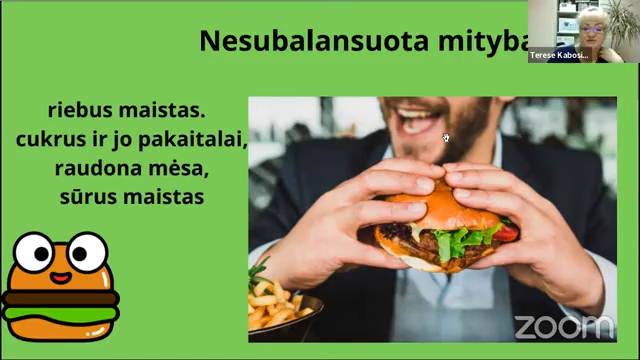 Nesubalansuota mityba
Terese Kabosi...
riebus maistas.
cukrus ir jo pakaitalai,
raudona mėsa,
sūrus maistas
zoom